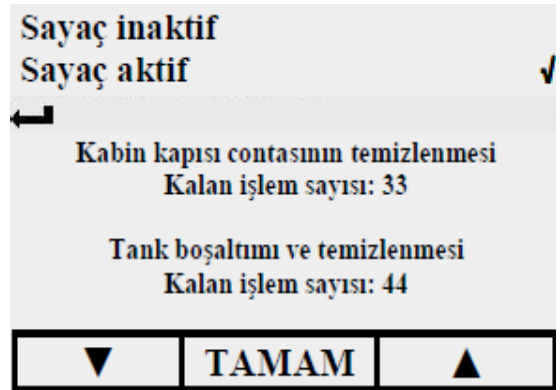 Sayaç inaktif
Sayaç aktif √
Kabin kapısı contasının temizlenmesi
Kalan işlem sayısı: 33
Tank boşaltımı ve temizlenmesi
Kalan işlem sayısı: 44
▼ TAMAM ▲